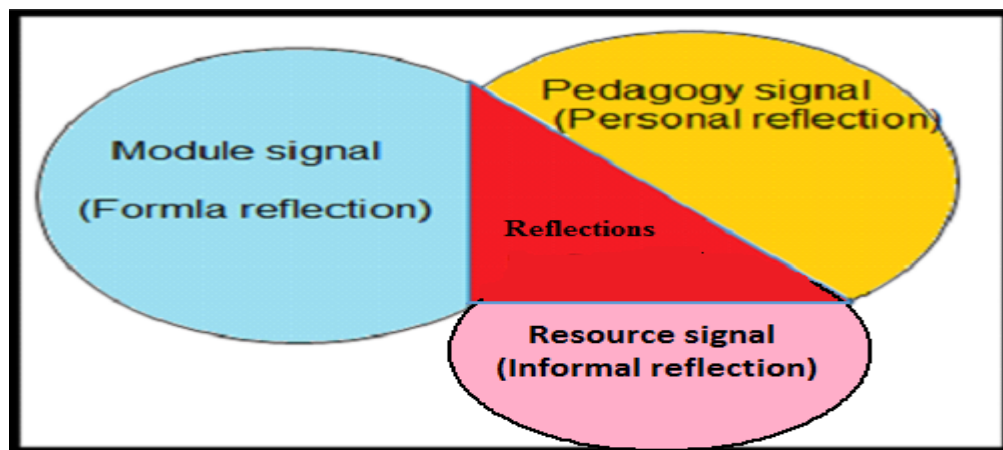 Pedagogy signal
(Personal reflection)
Module signal
(Formla reflection)
Reflections
Resource signal
(Informal reflection)